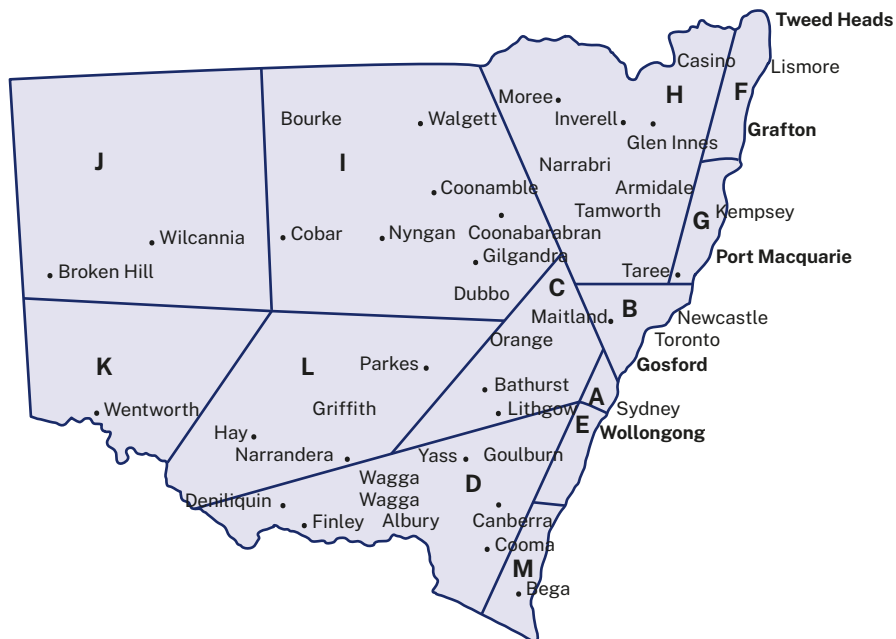 Tweed Heads
Casino
Lismore
H
F
Moree
Bourke
Walgett
Inverell
Grafton
Glen Innes
J
I
Narrabri
Coonamble
Armidale
Tamworth
G
Kempsey
Wilcannia
Cobar
Nyngan
Coonabarabran
Gilgandra
Port Macquarie
Broken Hill
Taree
Dubbo
C
B
Maitland
Newcastle
Orange
Toronto
K
L
Parkes
Gosford
Bathurst
A
Wentworth
Griffith
Lithgow
Sydney
Hay
E
Wollongong
Narrandera
Yass
Goulburn
Wagga
Wagga
D
Deniliquin
Finley
Albury
Canberra
Cooma
M
Bega